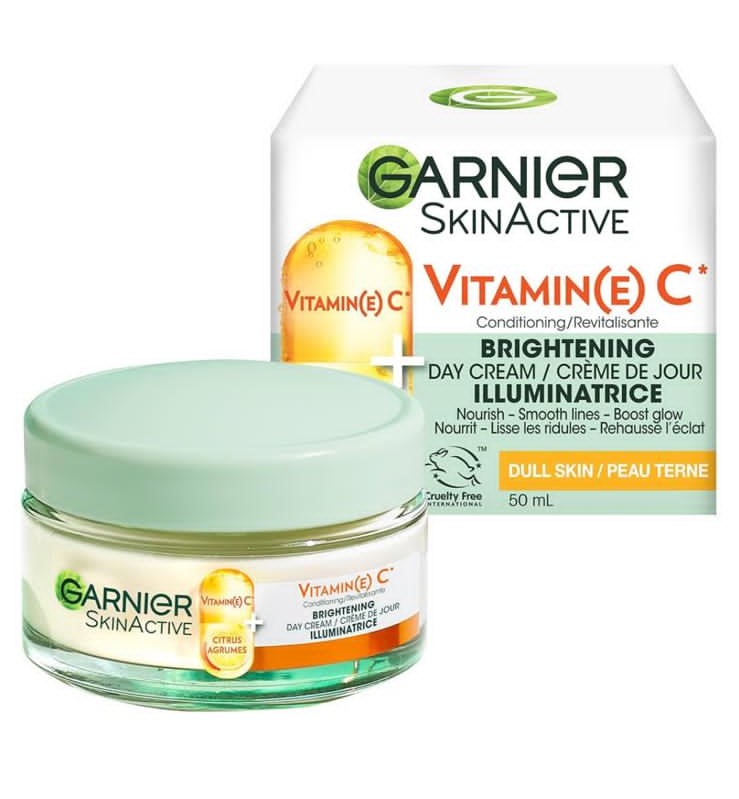 GARNIER
SKINACTIVE
VITAMIN(E) C*
VITAMIN(E) C*
Conditioning/Revitalisante
BRIGHTENING
DAY CREAM / CRÈME DE JOUR
ILLUMINATRICE
Nourish – Smooth lines – Boost glow
Nourrit – Lisse les ridules – Rehausse l'éclat
TM
Cruelty Free
INTERNATIONAL
DULL SKIN / PEAU TERNE
50 mL
GARNIER
SKINACTIVE
VITAMIN(E) C*
+
CITRUS
AGRUMES
VITAMIN(E) C*
Conditioning/Revitalisante
BRIGHTENING
DAY CREAM / CRÈME DE JOUR
ILLUMINATRICE